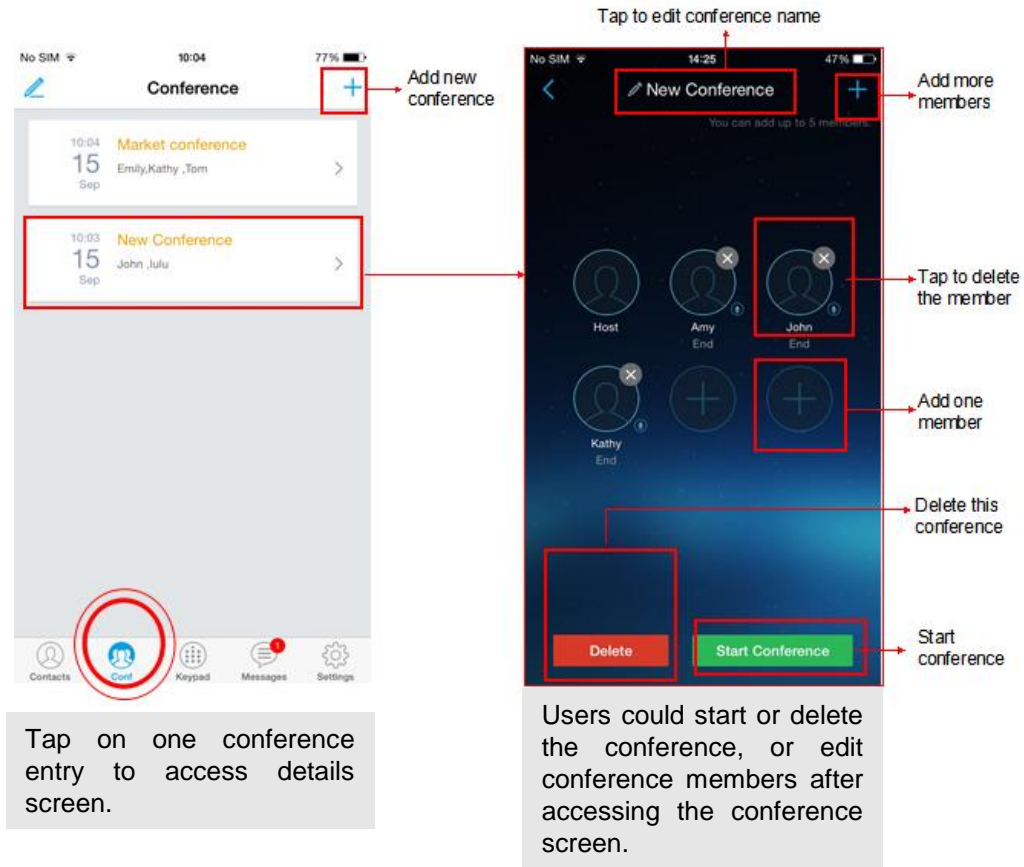 Tap to edit conference name
No SIM 10:04 77%
Conference
Add new
conference
10:04 Market conference
15 Emily,Kathy ,Tom
Sep
10:03 New Conference
15 John ,lulu
Sep
Contacts Conf Keypad Messages 1 Settings
Tap on one conference
entry to access details
screen.
No SIM 14:25 47%
New Conference
Add more
members
You can add up to 5 members.
Tap to delete
the member
Host Amy John
End End
Add one
member
Kathy
End
Delete this
conference
Delete Start Conference
Start
conference
Users could start or delete
the conference, or edit
conference members after
accessing the conference
screen.